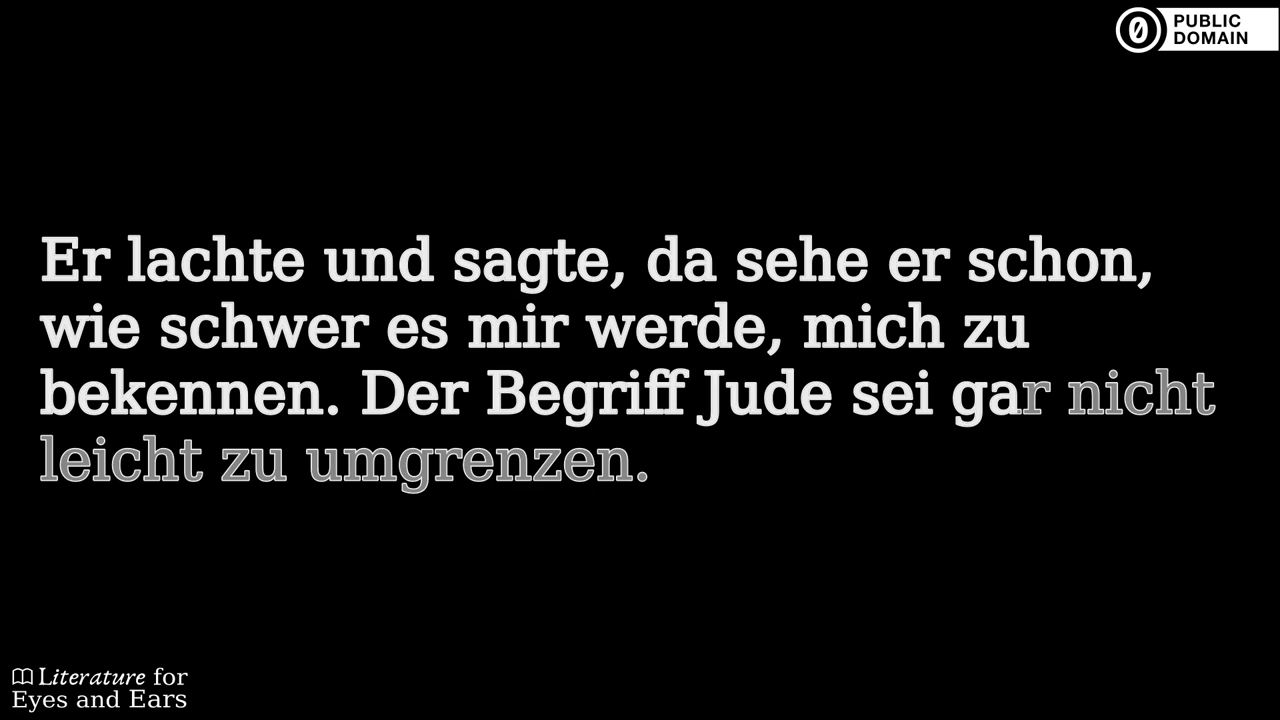 PUBLIC
DOMAIN
Er lachte und sagte, da sehe er schon,
wie schwer es mir werde, mich zu
bekennen. Der Begriff Jude sei gar nicht
leicht zu umgrenzen.
Literature for
Eyes and Ears